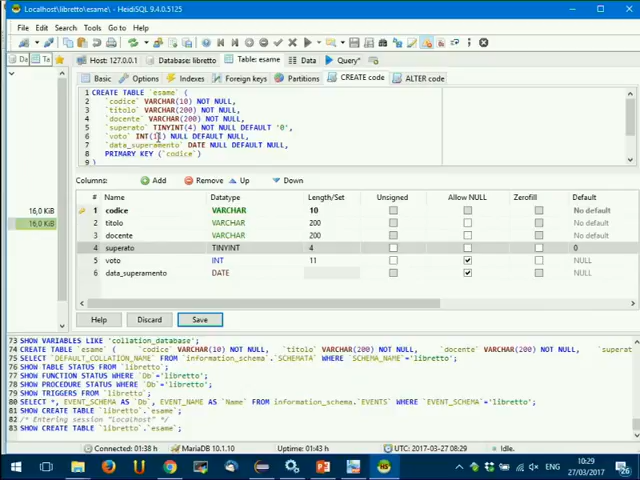 Localhost\libretto\esame\ - HeidiSQL 9.4.0.5125
File Edit Search Tools Go to Help
Da Ta Host: 127.0.0.1 Database: libretto Table: esame Data Query*
Basic Options Indexes Foreign keys Partitions CREATE code ALTER code
1 CREATE TABLE `esame` (
2 `codice` VARCHAR(10) NOT NULL,
3 `titolo` VARCHAR(200) NOT NULL,
4 `docente` VARCHAR(200) NOT NULL,
5 `superato` TINYINT(4) NOT NULL DEFAULT '0',
6 `voto` INT(11) NULL DEFAULT NULL,
7 `data_superamento` DATE NULL DEFAULT NULL,
8 PRIMARY KEY (`codice`)
9 )
Columns: Add Remove Up Down
# Name Datatype Length/Set Unsigned Allow NULL Zerofill Default
1 codice VARCHAR 10 No default
16,0 KiB
2 titolo VARCHAR 200 No default
16,0 KiB
3 docente VARCHAR 200 No default
4 superato TINYINT 4 0
5 voto INT 11 NULL
6 data_superamento DATE NULL
Help Discard Save
73 SHOW VARIABLES LIKE 'collation_database';
74 CREATE TABLE `esame` ( `codice` VARCHAR(10) NOT NULL, `titolo` VARCHAR(200) NOT NULL, `docente` VARCHAR(200) NOT NULL, `superat
75 SELECT `DEFAULT_COLLATION_NAME` FROM `information_schema`.`SCHEMATA` WHERE `SCHEMA_NAME`='libretto';
76 SHOW TABLE STATUS FROM `libretto`;
77 SHOW FUNCTION STATUS WHERE `Db`='libretto';
78 SHOW PROCEDURE STATUS WHERE `Db`='libretto';
79 SHOW TRIGGERS FROM `libretto`;
80 SELECT *, EVENT_SCHEMA AS `Db`, EVENT_NAME AS `Name` FROM information_schema.`EVENTS` WHERE `EVENT_SCHEMA`='libretto';
81 SHOW CREATE TABLE `libretto`.`esame`;
82 /* Entering session "Localhost" */
83 SHOW CREATE TABLE `libretto`.`esame`;
Connected: 01:38 h MariaDB 10.1.10 Uptime: 01:43 h UTC: 2017-03-27 08:29 Idle.
10:29
27/03/2017